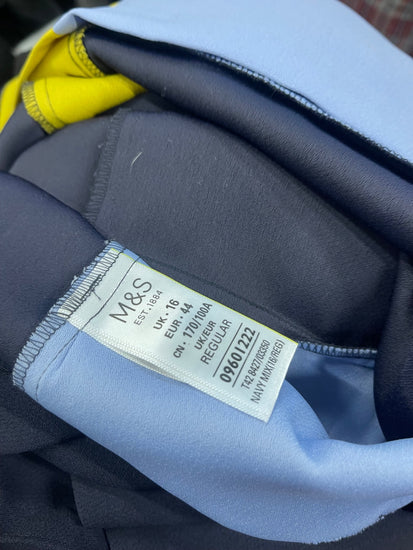 M&S
EST. 1884
UK - 16
EUR - 44
CN - 170/100A
UK/EUR
REGULAR
09601222
T42 8427/0350
NAVY MIX(16/REG)